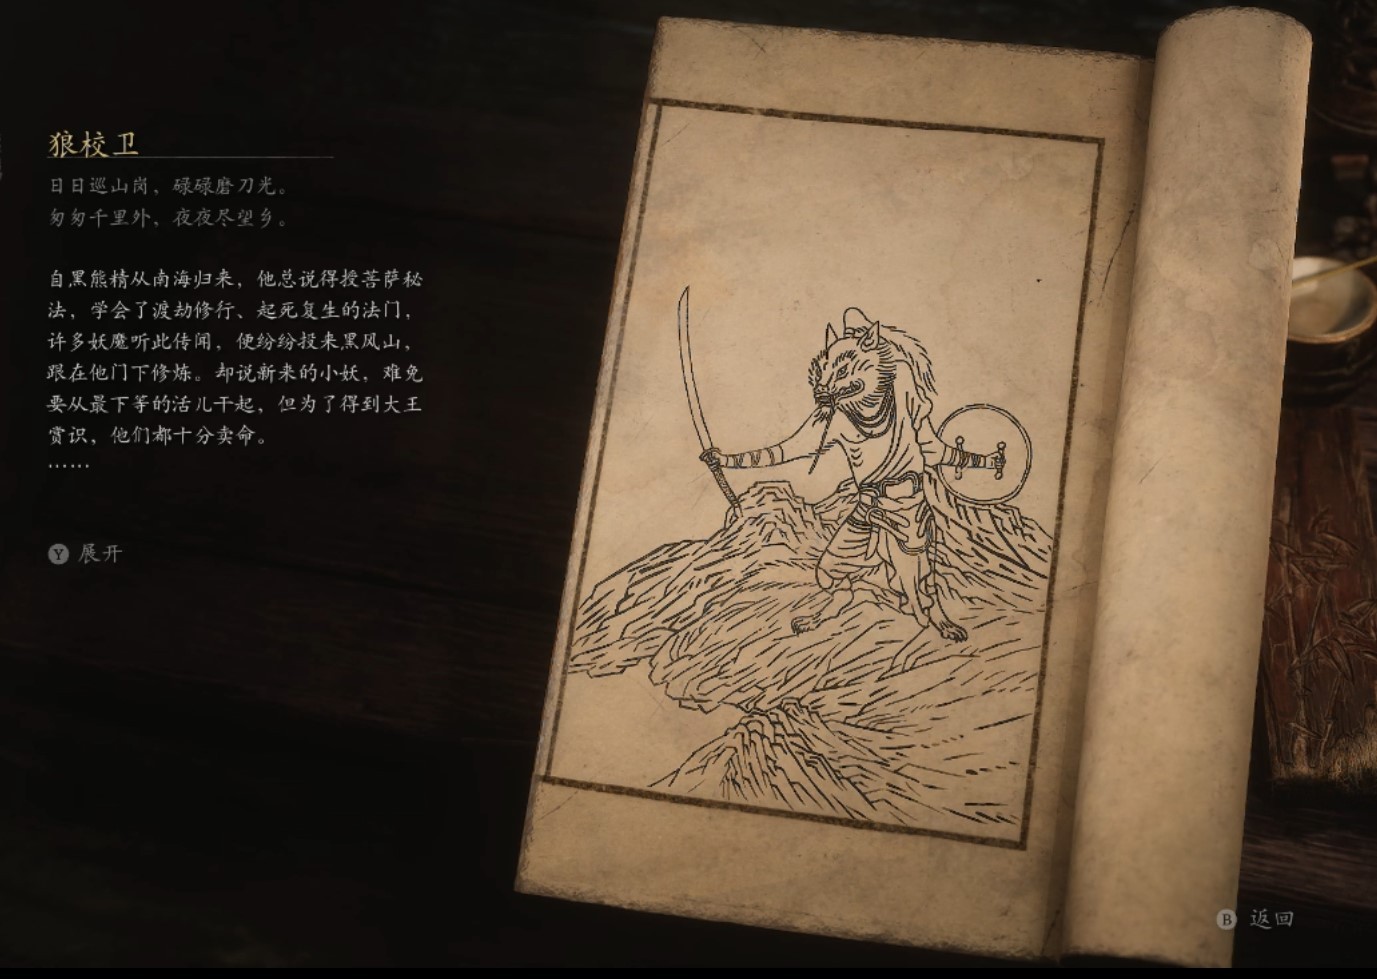 狼校卫
日日巡山岗，碌碌磨刀光。
匆匆千里外，夜夜尽望乡。
自黑熊精从南海归来，他总说得授菩萨秘
法，学会了渡劫修行、起死复生的法门，
许多妖魔听此传闻，便纷纷投来黑风山，
跟在他门下修炼。却说新来的小妖，难免
要从最下等的活儿干起，但为了得到大王
赏识，他们都十分卖命。
……
Y 展开
B 返回